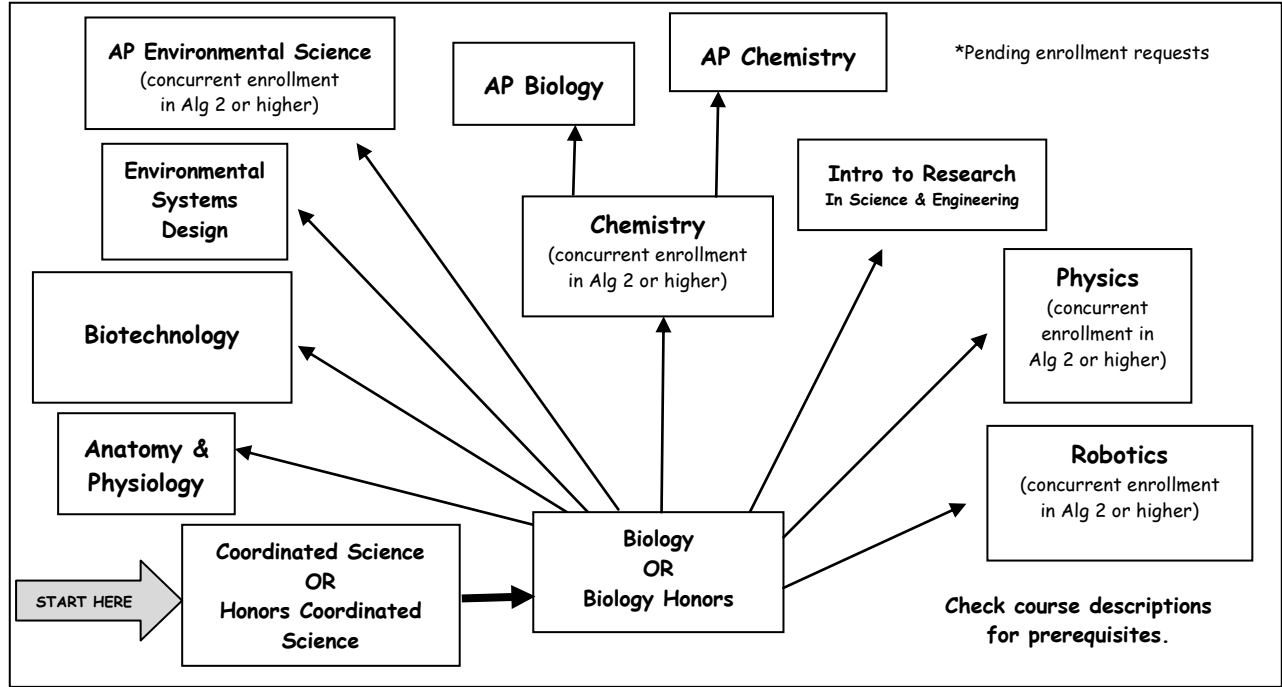 AP Environmental Science
(concurrent enrollment
in Alg 2 or higher)
AP Biology
AP Chemistry
*Pending enrollment requests
Environmental
Systems
Design
Chemistry
(concurrent enrollment
in Alg 2 or higher)
Intro to Research
In Science & Engineering
Biotechnology
Physics
(concurrent
enrollment in
Alg 2 or higher)
Anatomy &
Physiology
Robotics
(concurrent enrollment
in Alg 2 or higher)
START HERE
Coordinated Science
OR
Honors Coordinated
Science
Biology
OR
Biology Honors
Check course descriptions
for prerequisites.